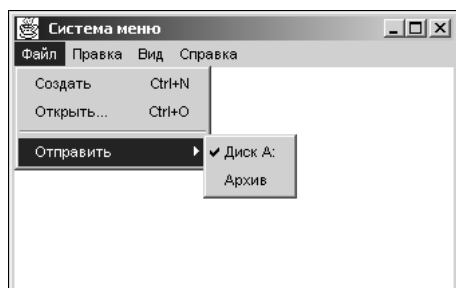 Система меню
Файл Правка Вид Справка
Создать Ctrl+N
Открыть... Ctrl+O
Отправить
Диск A:
Архив